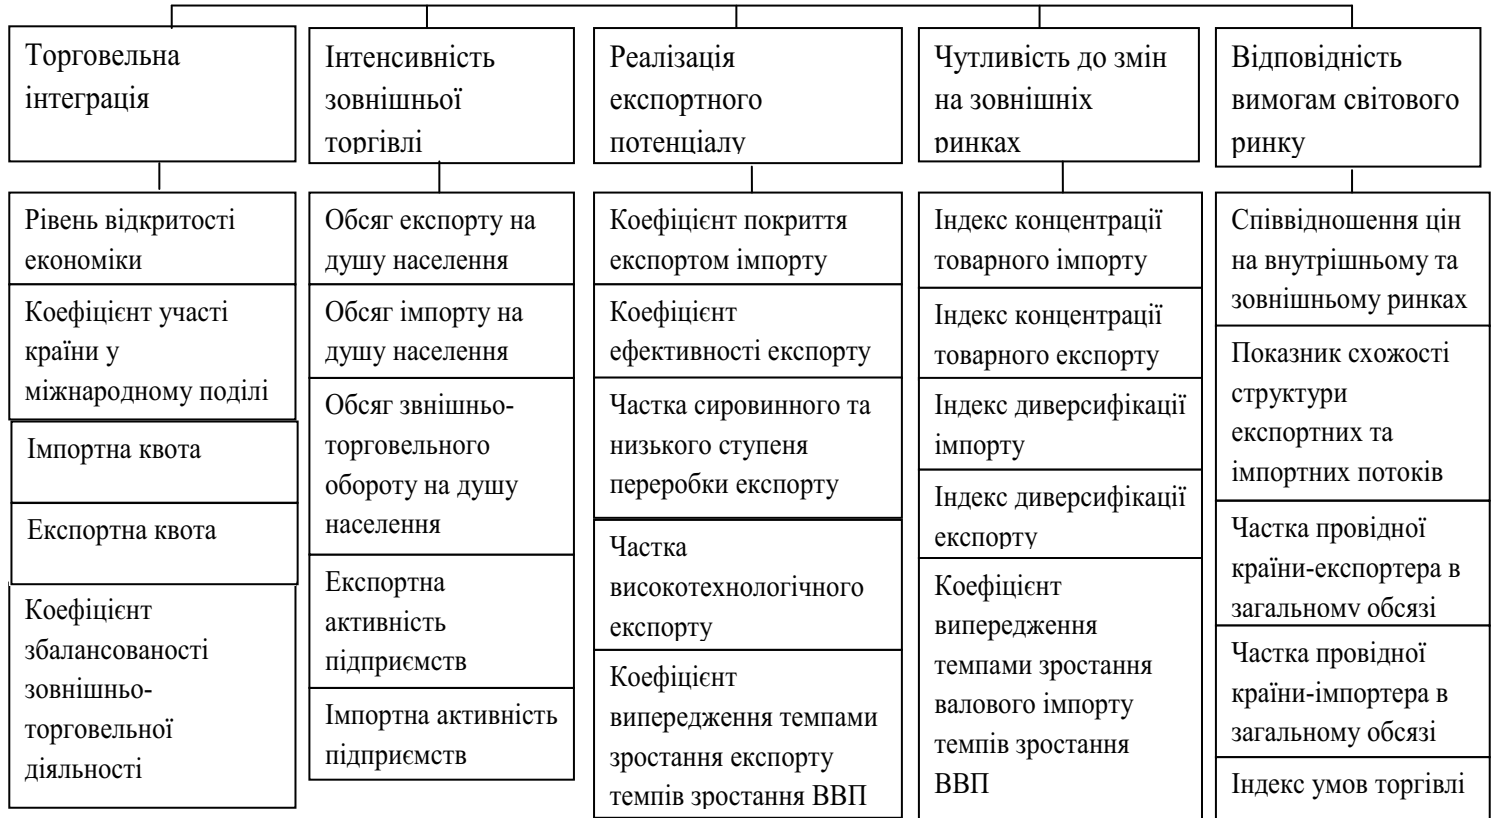 Торговельна
інтеграція
Інтенсивність
зовнішньої
торгівлі
Реалізація
експортного
потенціалу
Чутливість до змін
на зовнішніх
ринках
Відповідність
вимогам світового
ринку
Рівень відкритості
економіки
Коефіцієнт участі
країни у
міжнародному поділі
Імпортна квота
Експортна квота
Коефіцієнт
збалансованості
зовнішньо-
торговельної
діяльності
Обсяг експорту на
душу населення
Обсяг імпорту на
душу населення
Обсяг звнішньо-
торговельного
обороту на душу
населення
Експортна
активність
підприємств
Імпортна активність
підприємств
Коефіцієнт покриття
експортом імпорту
Коефіцієнт
ефективності експорту
Частка сировинного та
низького ступеня
переробки експорту
Частка
високотехнологічного
експорту
Коефіцієнт
випередження темпами
зростання експорту
темпів зростання ВВП
Індекс концентрації
товарного імпорту
Індекс концентрації
товарного експорту
Індекс диверсифікації
імпорту
Індекс диверсифікації
експорту
Коефіцієнт
випередження
темпами зростання
валового імпорту
темпів зростання
ВВП
Співвідношення цін
на внутрішньому та
зовнішньому ринках
Показник схожості
структури
експортних та
імпортних потоків
Частка провідної
країни-експортера в
загальному обсязі
Частка провідної
країни-імпортера в
загальному обсязі
Індекс умов торгівлі